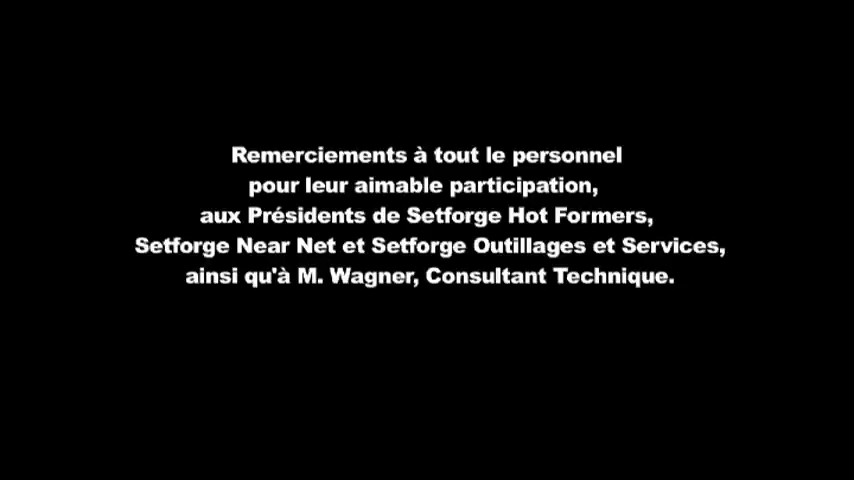 Remerciements à tout le personnel
pour leur aimable participation,
aux Présidents de Setforge Hot Formers,
Setforge Near Net et Setforge Outillages et Services,
ainsi qu'à M. Wagner, Consultant Technique.